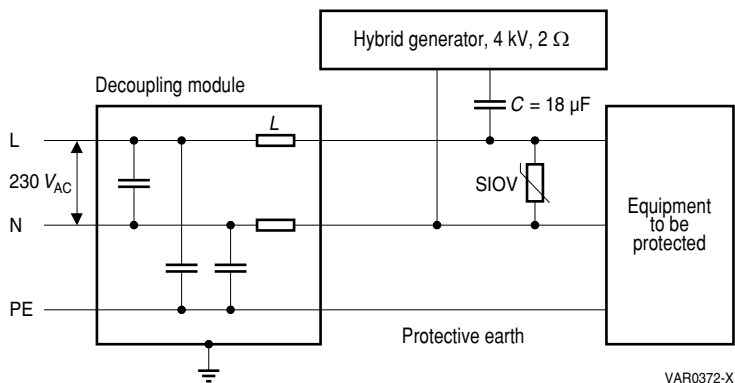 Hybrid generator, 4 kV, 2 Ω
Decoupling module
C = 18 µF
L
L
230 VAC
SIOV
N
Equipment
to be
protected
PE
Protective earth
VAR0372-X